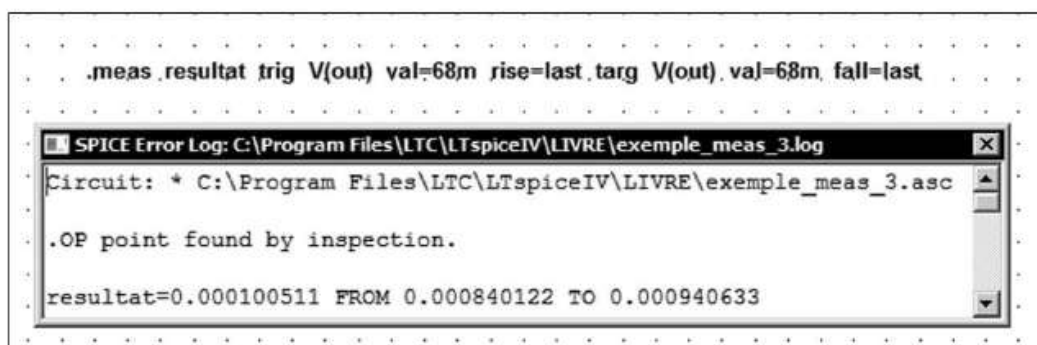 .meas resultat trig V(out) val=68m rise=last targ V(out) val=68m fall=last
SPICE Error Log: C:\Program Files\LTC\LTspiceIV\LIVRE\exemple_meas_3.log
Circuit: * C:\Program Files\LTC\LTspiceIV\LIVRE\exemple_meas_3.asc
.OP point found by inspection.
resultat=0.000100511 FROM 0.000840122 TO 0.000940633